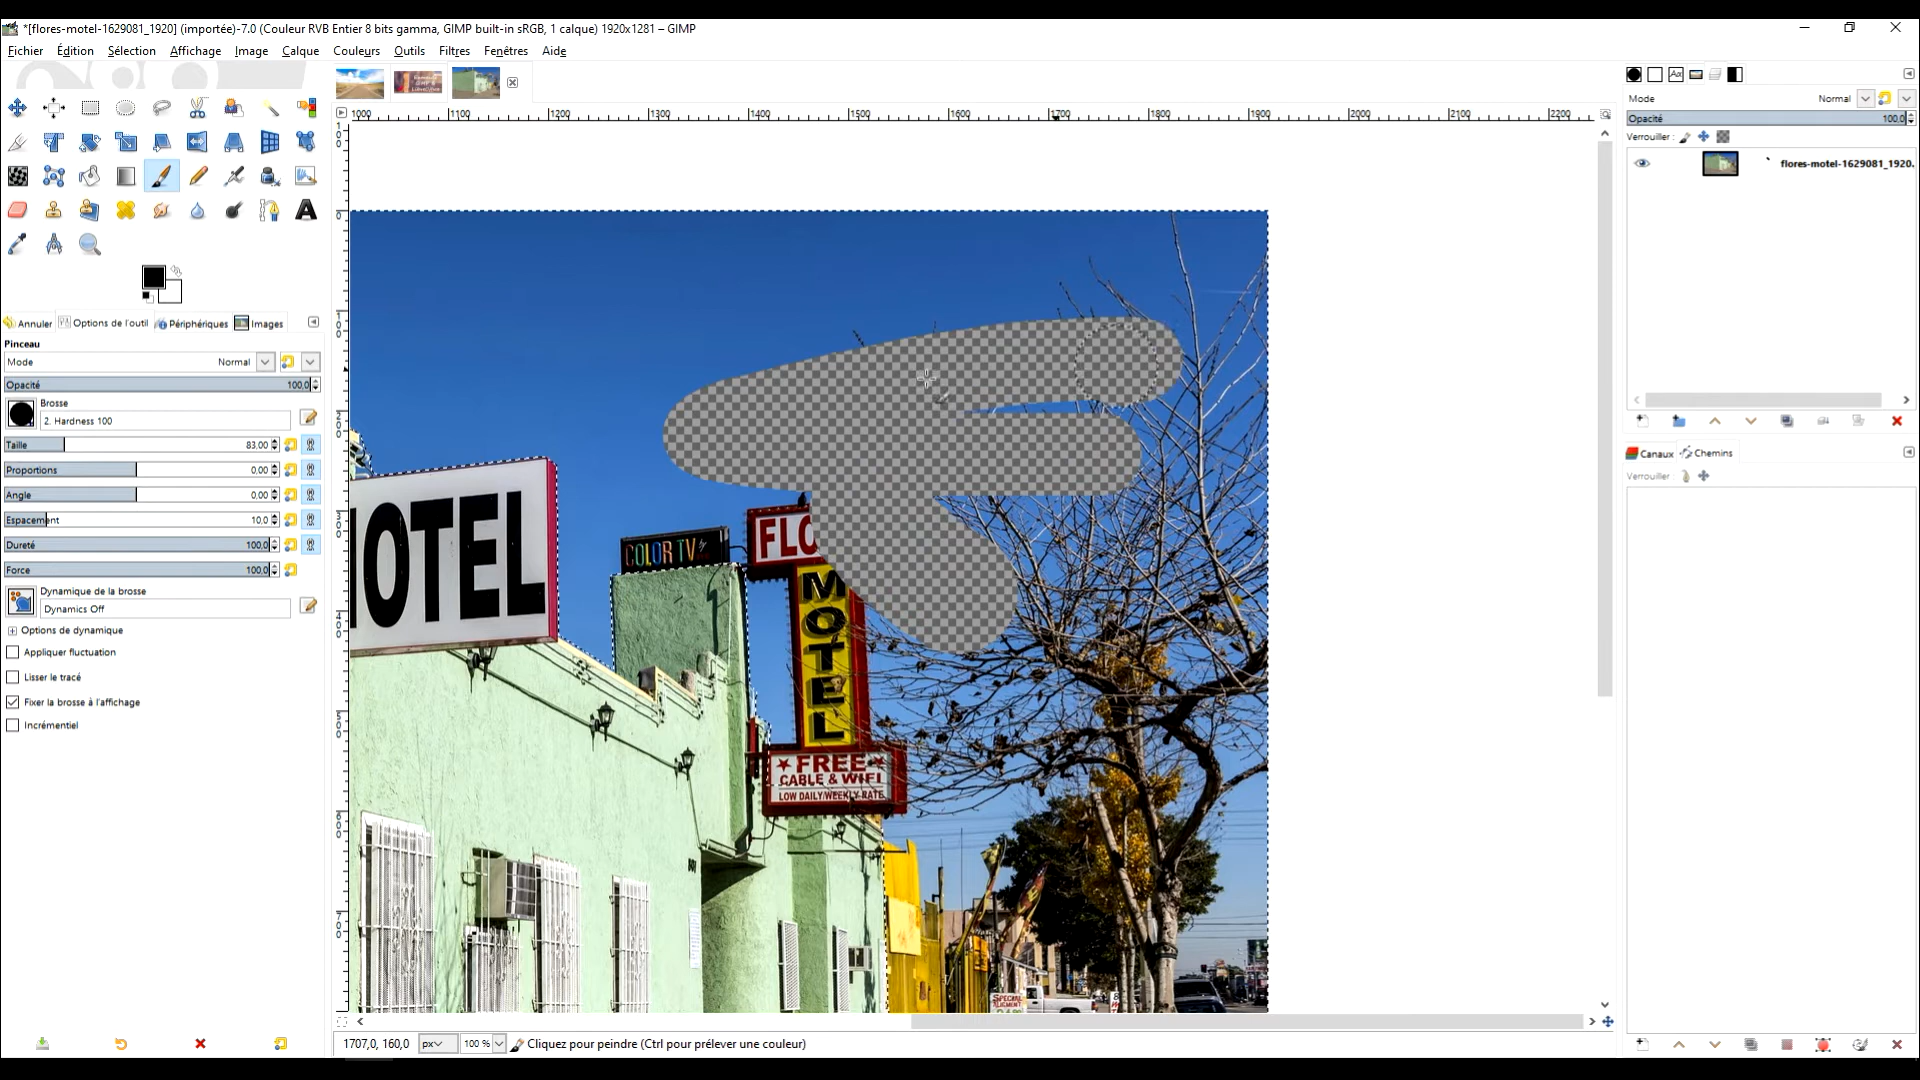 *[flores-motel-1629081_1920] (importée)-7.0 (Couleur RVB Entier 8 bits gamma, GIMP built-in sRGB, 1 calque) 1920x1281 – GIMP
Fichier Édition Sélection Affichage Image Calque Couleurs Outils Filtres Fenêtres Aide
1000 1100 1200 1300 1400 1500 1600 1700 1800 1900 2000 2100 2200
Annuler Options de l'outil Périphériques Images
Pinceau
Mode Normal
Opacité 100,0
Brosse
2. Hardness 100
Taille 83,00
Proportions 0,00
Angle 0,00
Espacement 10,0
Dureté 100,0
Force 100,0
Dynamique de la brosse
Dynamics Off
Options de dynamique
Appliquer fluctuation
Lisser le tracé
Fixer la brosse à l'affichage
Incrémentiel
OTEL
COLOR TV by
FLO
MOTEL
FREE
CABLE & WIFI
LOW DAILY/WEEKLY RATE
SPECIAL
Mode Normal
Opacité 100,0
Verrouiller :
flores-motel-1629081_1920.
Canaux Chemins
Verrouiller :
1707,0, 160,0 px 100 % Cliquez pour peindre (Ctrl pour prélever une couleur)